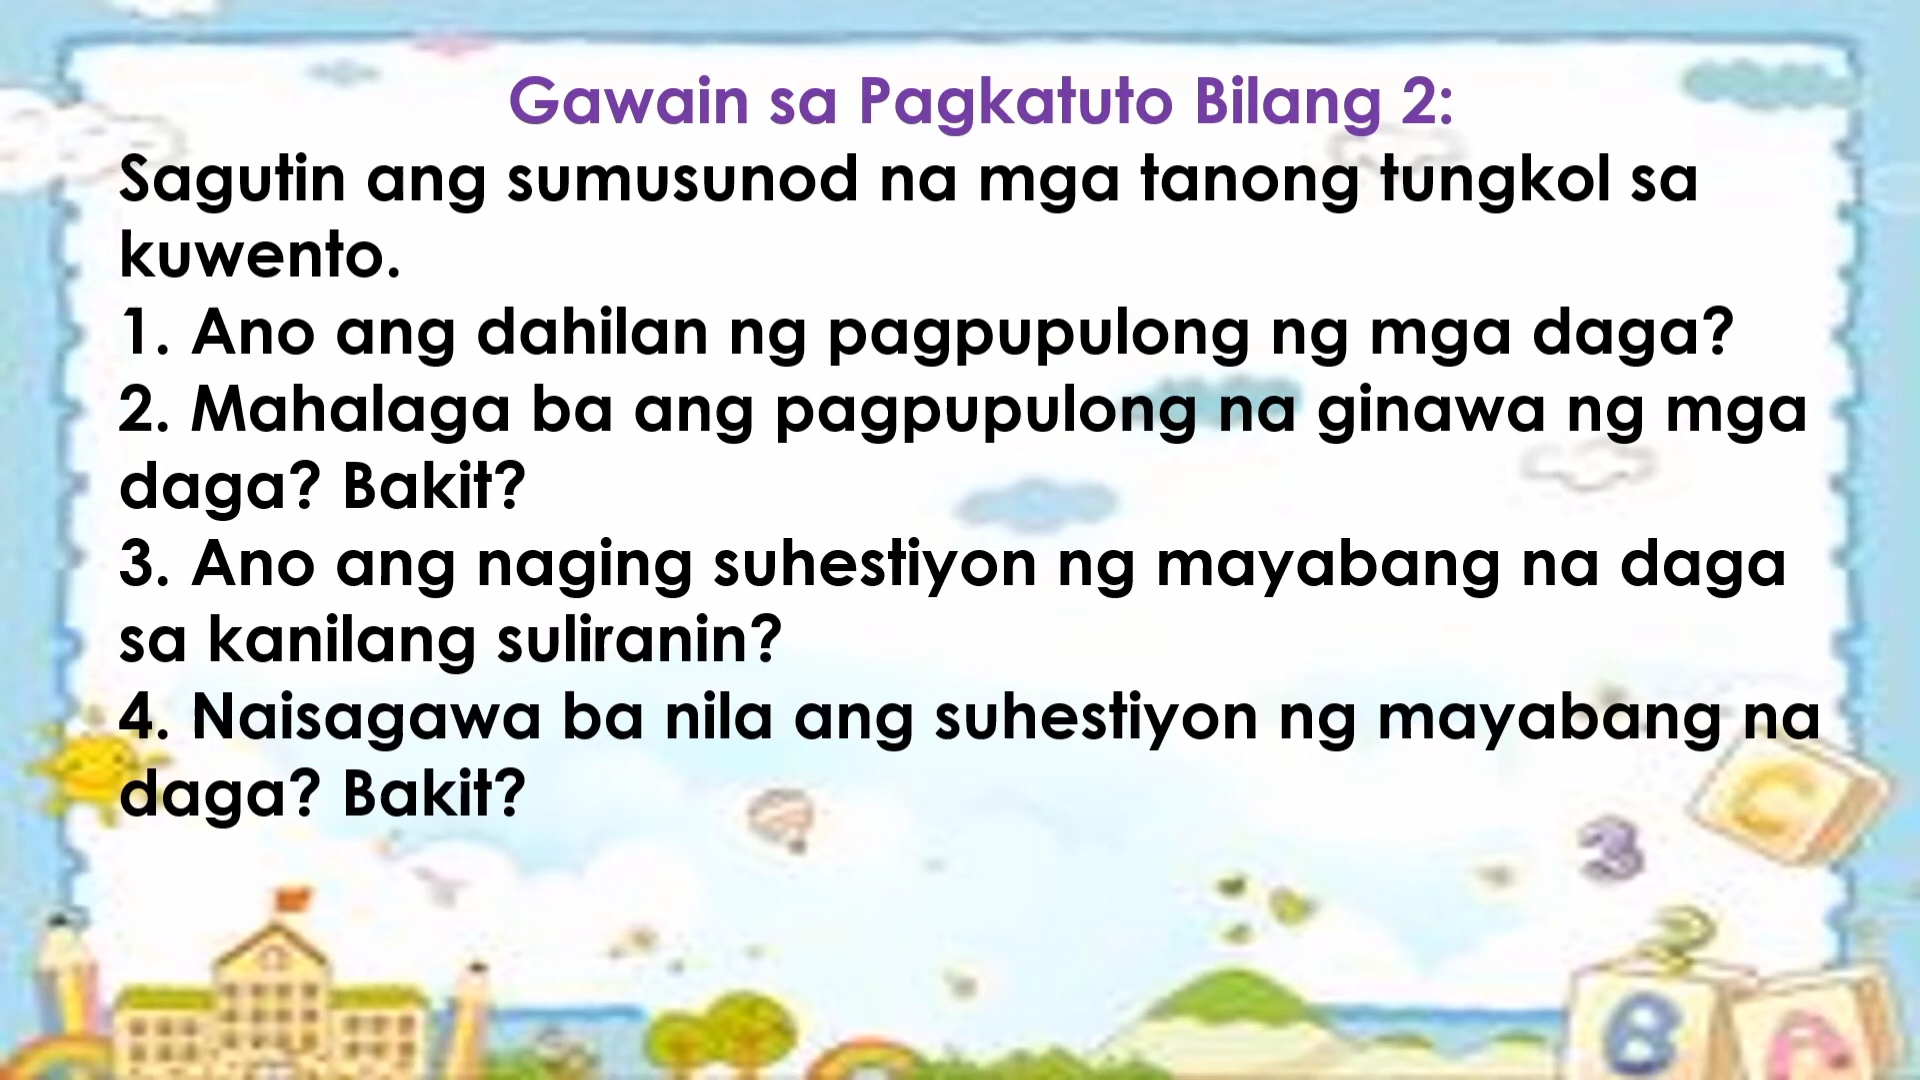 Gawain sa Pagkatuto Bilang 2:
Sagutin ang sumusunod na mga tanong tungkol sa
kuwento.
1. Ano ang dahilan ng pagpupulong ng mga daga?
2. Mahalaga ba ang pagpupulong na ginawa ng mga
daga? Bakit?
3. Ano ang naging suhestiyon ng mayabang na daga
sa kanilang suliranin?
4. Naisagawa ba nila ang suhestiyon ng mayabang na
daga? Bakit?
C
3
2
B
A